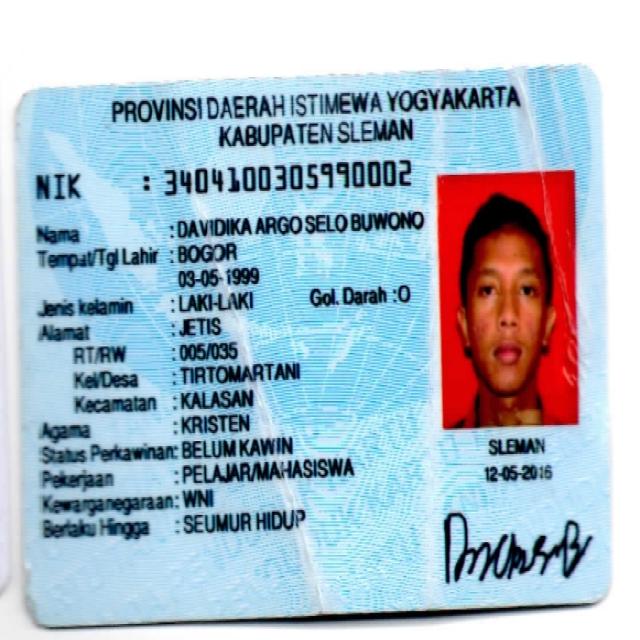 PROVINSI DAERAH ISTIMEWA YOGYAKARTA
KABUPATEN SLEMAN
NIK : 3404100305990002
Nama : DAVIDIKA ARGO SELO BUWONO
Tempat/Tgl Lahir : BOGOR
03-05-1999
Jenis kelamin : LAKI-LAKI Gol. Darah : O
Alamat : JETIS
RT/RW : 005/035
Kel/Desa : TIRTOMARTANI
Kecamatan : KALASAN
Agama : KRISTEN
Status Perkawinan: BELUM KAWIN
Pekerjaan : PELAJAR/MAHASISWA
Kewarganegaraan: WNI
Berlaku Hingga : SEUMUR HIDUP
SLEMAN
12-05-2016